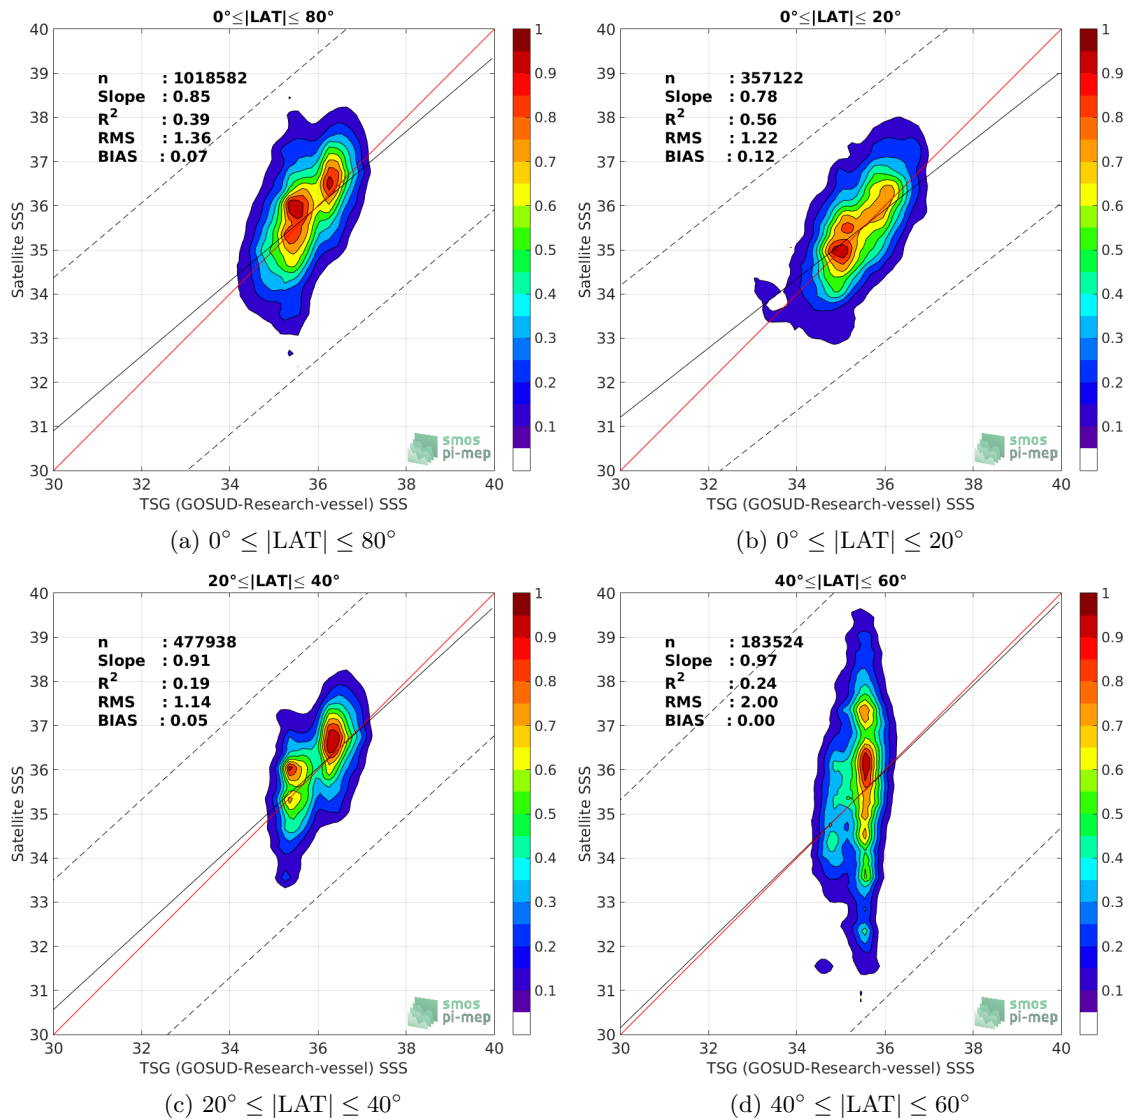 0°≤|LAT|≤ 80°
n : 1018582
Slope : 0.85
R² : 0.39
RMS : 1.36
BIAS : 0.07
40
39
38
37
36
35
34
33
32
31
30
30 32 34 36 38 40
Satellite SSS
TSG (GOSUD-Research-vessel) SSS
smos
pi-mep
1
0.9
0.8
0.7
0.6
0.5
0.4
0.3
0.2
0.1
(a) 0° ≤ |LAT| ≤ 80°
0°≤|LAT|≤ 20°
n : 357122
Slope : 0.78
R² : 0.56
RMS : 1.22
BIAS : 0.12
40
39
38
37
36
35
34
33
32
31
30
30 32 34 36 38 40
Satellite SSS
TSG (GOSUD-Research-vessel) SSS
smos
pi-mep
1
0.9
0.8
0.7
0.6
0.5
0.4
0.3
0.2
0.1
(b) 0° ≤ |LAT| ≤ 20°
20°≤|LAT|≤ 40°
n : 477938
Slope : 0.91
R² : 0.19
RMS : 1.14
BIAS : 0.05
40
39
38
37
36
35
34
33
32
31
30
30 32 34 36 38 40
Satellite SSS
TSG (GOSUD-Research-vessel) SSS
smos
pi-mep
1
0.9
0.8
0.7
0.6
0.5
0.4
0.3
0.2
0.1
(c) 20° ≤ |LAT| ≤ 40°
40°≤|LAT|≤ 60°
n : 183524
Slope : 0.97
R² : 0.24
RMS : 2.00
BIAS : 0.00
40
39
38
37
36
35
34
33
32
31
30
30 32 34 36 38 40
Satellite SSS
TSG (GOSUD-Research-vessel) SSS
smos
pi-mep
1
0.9
0.8
0.7
0.6
0.5
0.4
0.3
0.2
0.1
(d) 40° ≤ |LAT| ≤ 60°